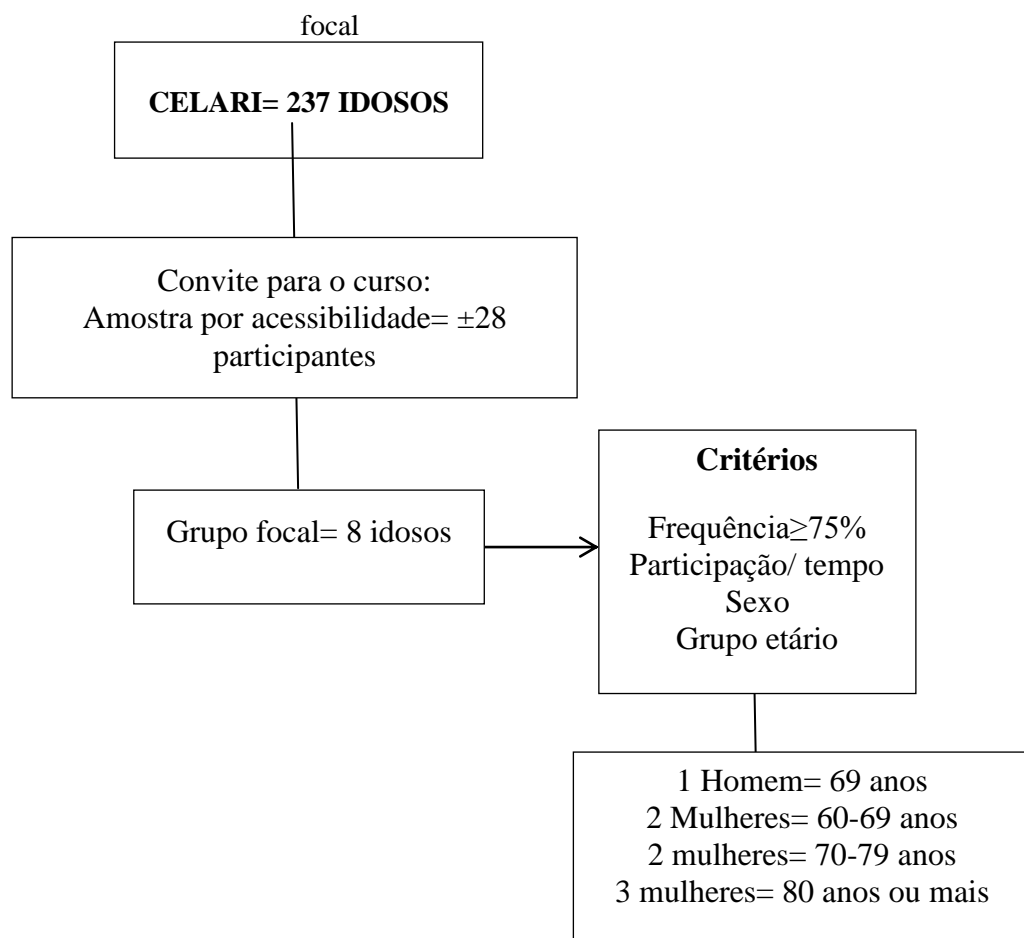 focal
CELARI= 237 IDOSOS
Convite para o curso:
Amostra por acessibilidade= ±28
participantes
Grupo focal= 8 idosos
Critérios
Frequência≥75%
Participação/ tempo
Sexo
Grupo etário
1 Homem= 69 anos
2 Mulheres= 60-69 anos
2 mulheres= 70-79 anos
3 mulheres= 80 anos ou mais